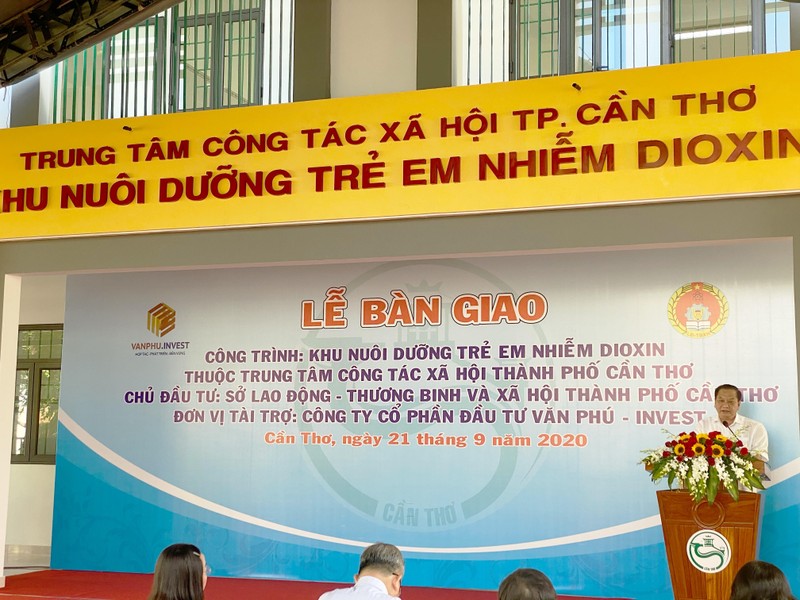 TRUNG TÂM CÔNG TÁC XÃ HỘI TP. CẦN THƠ
KHU NUÔI DƯỠNG TRẺ EM NHIỄM DIOXIN
LỄ BÀN GIAO
VANPHU.INVEST
CÔNG TRÌNH: KHU NUÔI DƯỠNG TRẺ EM NHIỄM DIOXIN
THUỘC TRUNG TÂM CÔNG TÁC XÃ HỘI THÀNH PHỐ CẦN THƠ
CHỦ ĐẦU TƯ: SỞ LAO ĐỘNG - THƯƠNG BINH VÀ XÃ HỘI THÀNH PHỐ CẦN THƠ
ĐƠN VỊ TÀI TRỢ: CÔNG TY CỔ PHẦN ĐẦU TƯ VĂN PHÚ - INVEST
Cần Thơ, ngày 21 tháng 9 năm 2020
CẦN THƠ